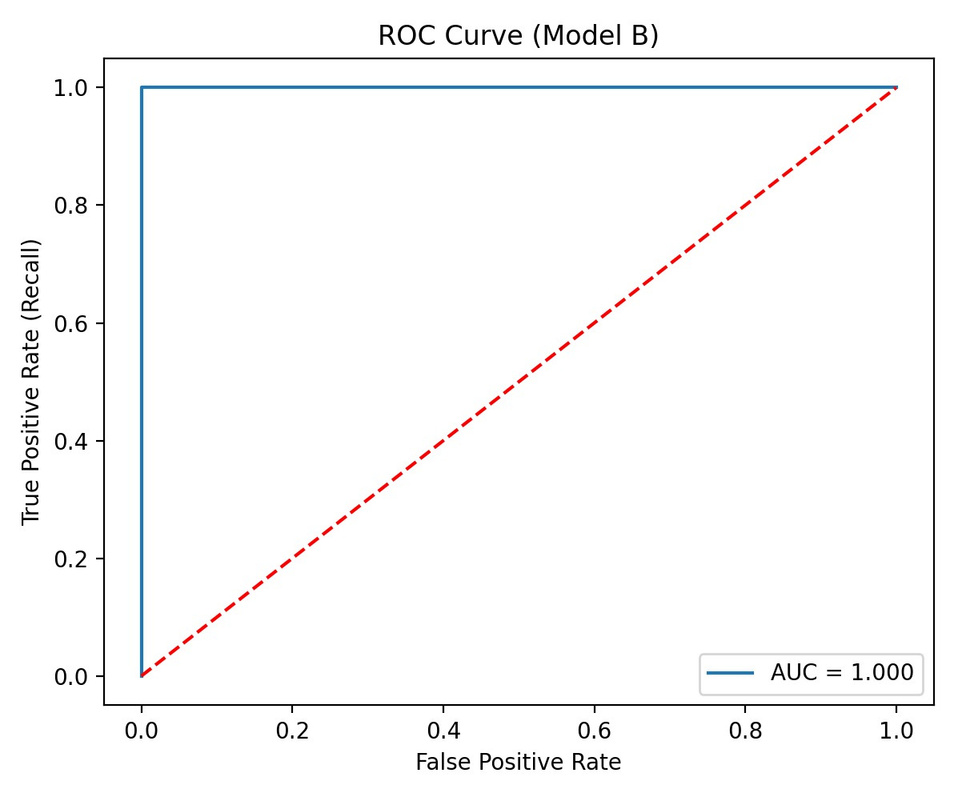 ROC Curve (Model B)
True Positive Rate (Recall)
1.0
0.8
0.6
0.4
0.2
0.0
AUC = 1.000
0.0 0.2 0.4 0.6 0.8 1.0
False Positive Rate